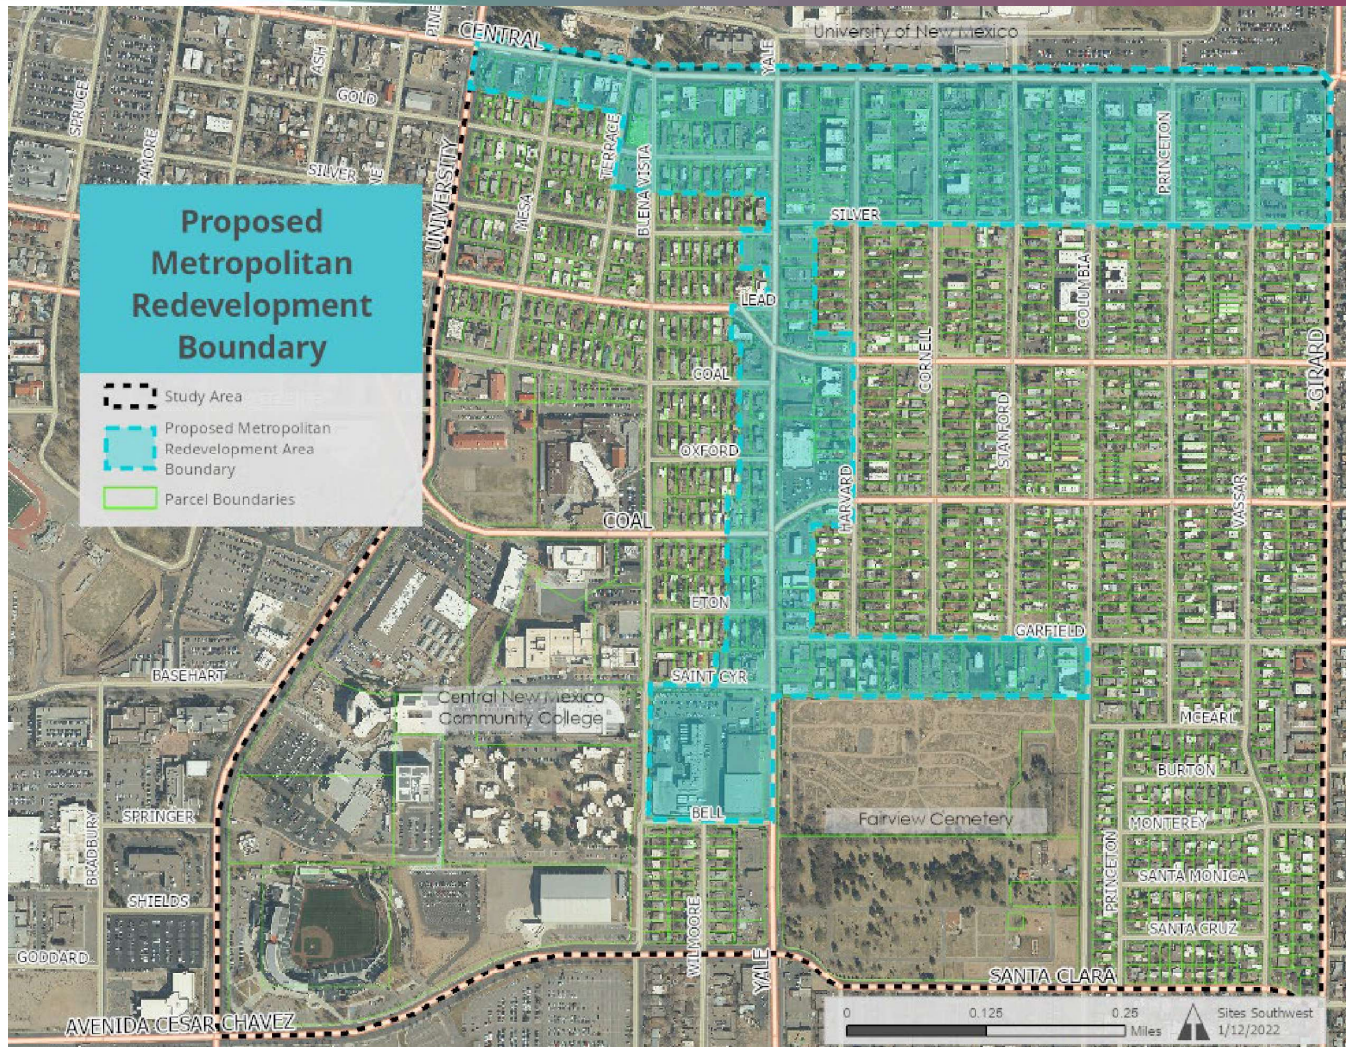 PINE
CENTRAL
YALE
University of New Mexico
ASH
GOLD
SPRUCE
TERRACE
PRINCETON
SILVER
UNIVERSITY
MESA
BUENA VISTA
SILVER
Proposed
Metropolitan
Redevelopment
Boundary
LEAD
COLUMBIA
CORNELL
GIRARD
COAL
Study Area
Proposed Metropolitan
Redevelopment Area
Boundary
Parcel Boundaries
OXFORD
STANFORD
HARVARD
VASSAR
COAL
ETON
GARFIELD
BASEHART
SAINT CYR
Central New Mexico
Community College
MCEARL
BURTON
SPRINGER
BELL
Fairview Cemetery
MONTEREY
BRADBURY
SANTA MONICA
PRINCETON
SHIELDS
WILMOORE
SANTA CRUZ
GODDARD
YALE
SANTA CLARA
AVENIDA CESAR CHAVEZ
0 0.125 0.25
Miles
Sites Southwest
1/12/2022